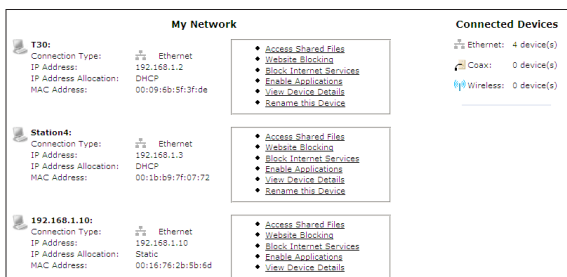 My Network
T30:
Connection Type: Ethernet
IP Address: 192.168.1.2
IP Address Allocation: DHCP
MAC Address: 00:09:6b:5f:3f:de
Access Shared Files
Website Blocking
Block Internet Services
Enable Applications
View Device Details
Rename this Device
Station4:
Connection Type: Ethernet
IP Address: 192.168.1.3
IP Address Allocation: DHCP
MAC Address: 00:1b:b9:7f:07:72
Access Shared Files
Website Blocking
Block Internet Services
Enable Applications
View Device Details
Rename this Device
192.168.1.10:
Connection Type: Ethernet
IP Address: 192.168.1.10
IP Address Allocation: Static
MAC Address: 00:16:76:2b:5b:6d
Access Shared Files
Website Blocking
Block Internet Services
Enable Applications
View Device Details
Connected Devices
Ethernet: 4 device(s)
Coax: 0 device(s)
Wireless: 0 device(s)